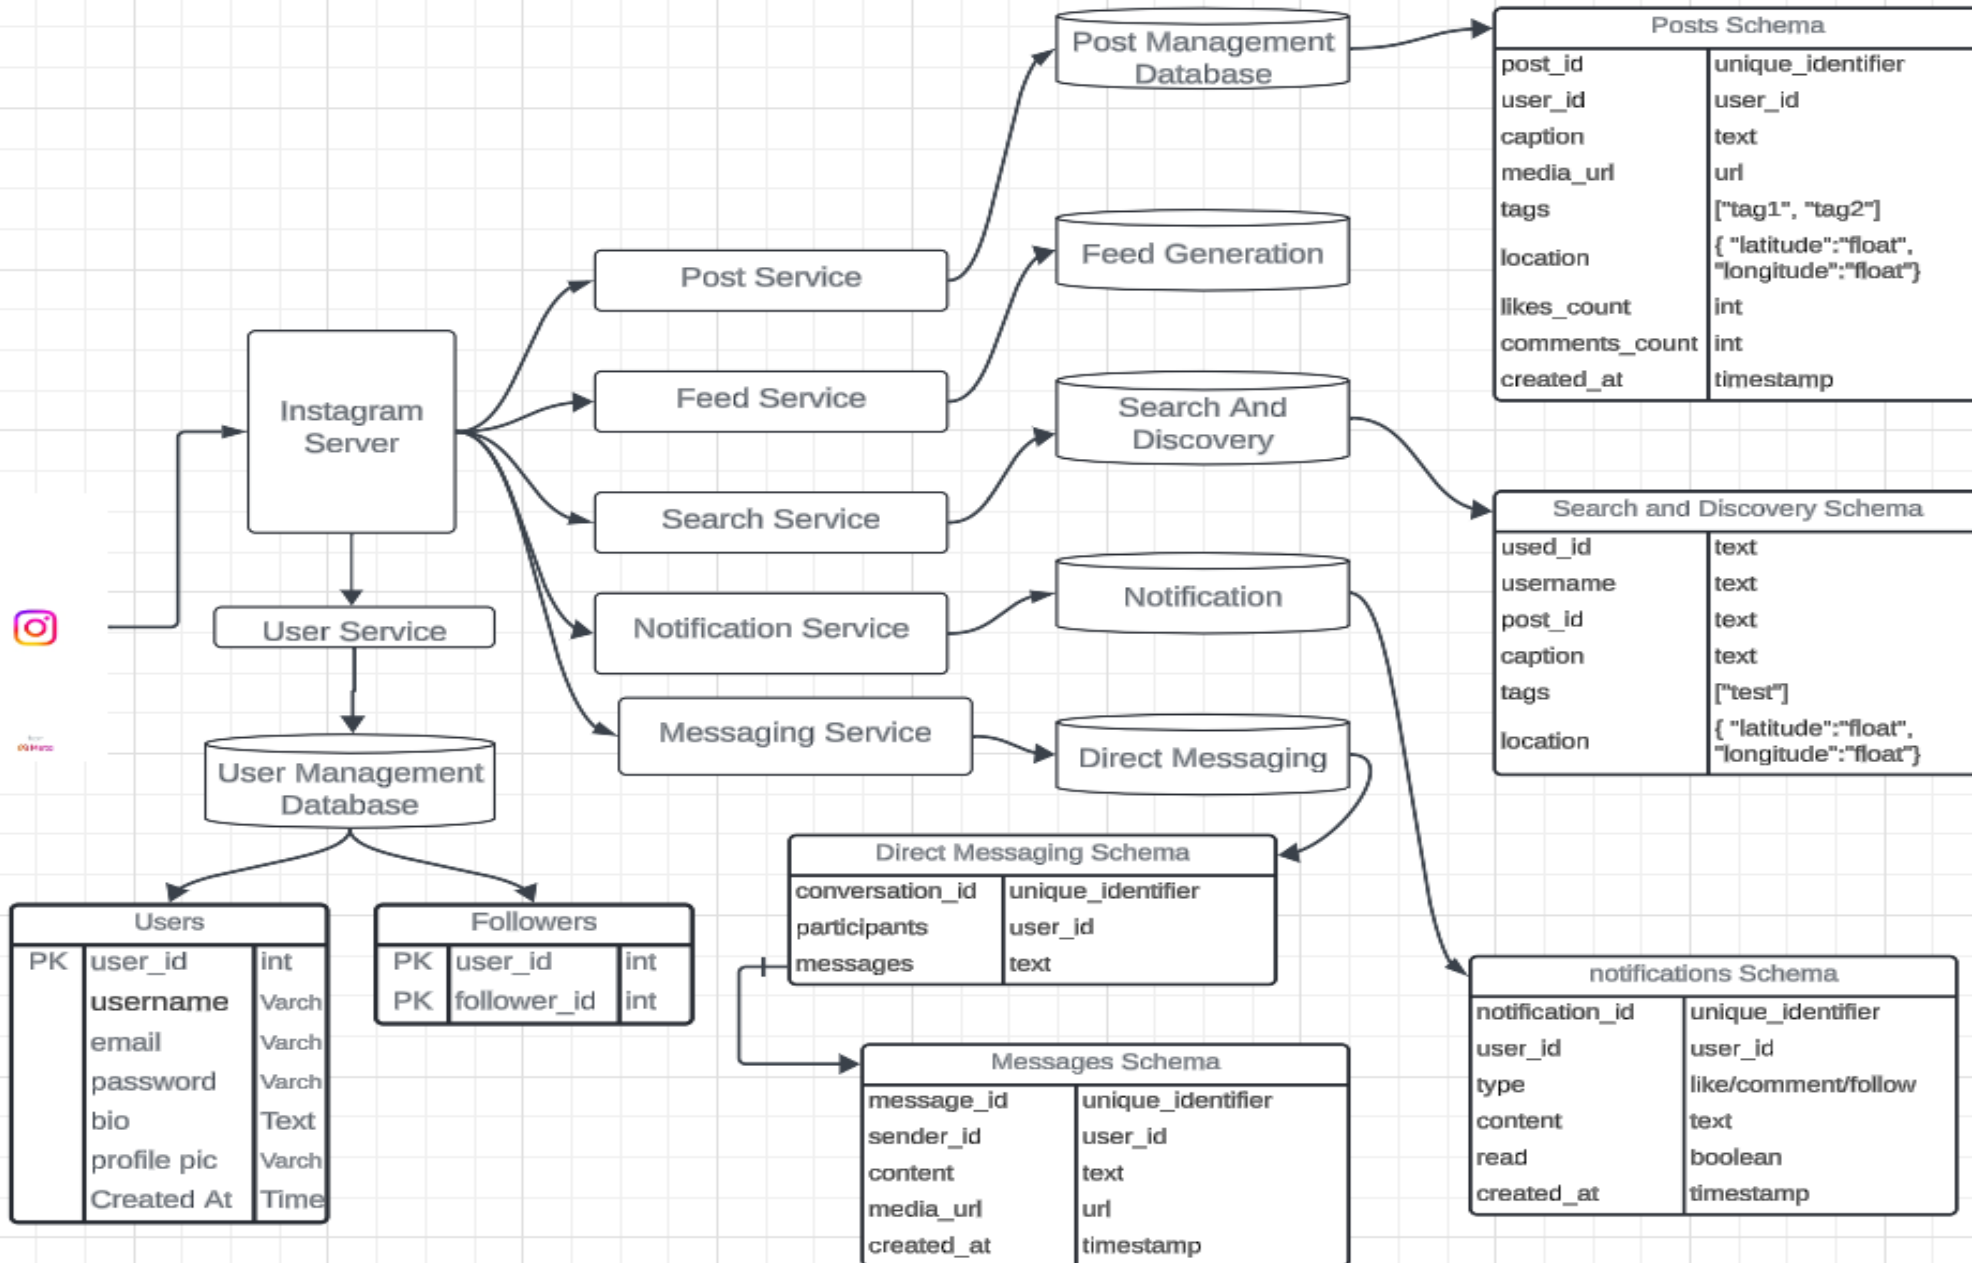 Post Management
Database
Posts Schema
post_id unique_identifier
user_id user_id
caption text
media_url url
tags ["tag1", "tag2"]
location { "latitude":"float",
"longitude":"float"}
likes_count int
comments_count int
created_at timestamp
Feed Generation
Post Service
Instagram
Server
Feed Service
Search And
Discovery
Search Service
Search and Discovery Schema
used_id text
username text
post_id text
caption text
tags ["test"]
location { "latitude":"float",
"longitude":"float"}
Notification
User Service
Notification Service
Messaging Service
Direct Messaging
Meta
User Management
Database
Direct Messaging Schema
conversation_id unique_identifier
participants user_id
messages text
Users
PK user_id int
username Varch
email Varch
password Varch
bio Text
profile pic Varch
Created At Time
Followers
PK user_id int
PK follower_id int
notifications Schema
notification_id unique_identifier
user_id user_id
type like/comment/follow
content text
read boolean
created_at timestamp
Messages Schema
message_id unique_identifier
sender_id user_id
content text
media_url url
created_at timestamp